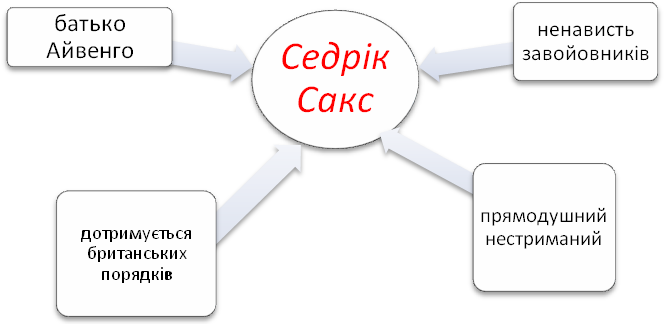 батько
Айвенго
ненависть
завойовників
Седрік
Сакс
дотримується
британських
порядків
прямодушний
нестриманий